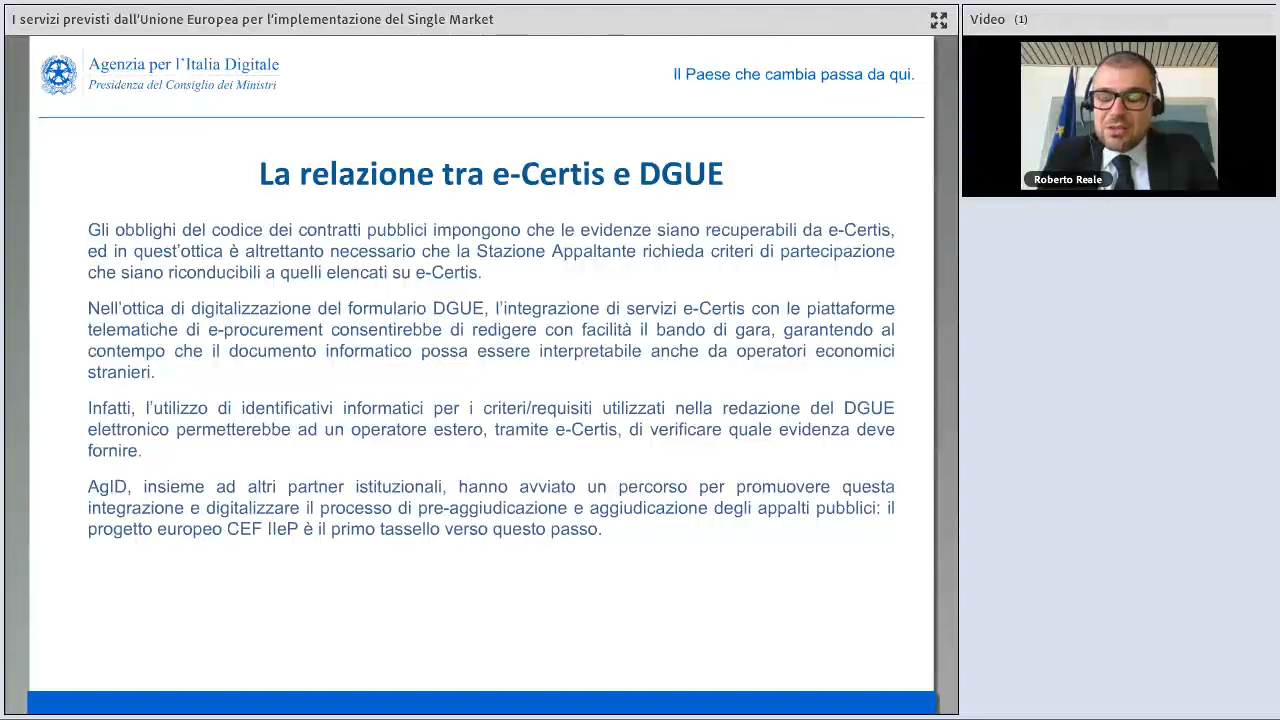 I servizi previsti dall'Unione Europea per l'implementazione del Single Market
Video (1)
Agenzia per l'Italia Digitale
Presidenza del Consiglio dei Ministri
Il Paese che cambia passa da qui.
Roberto Reale
La relazione tra e-Certis e DGUE
Gli obblighi del codice dei contratti pubblici impongono che le evidenze siano recuperabili da e-Certis,
ed in quest'ottica è altrettanto necessario che la Stazione Appaltante richieda criteri di partecipazione
che siano riconducibili a quelli elencati su e-Certis.
Nell'ottica di digitalizzazione del formulario DGUE, l'integrazione di servizi e-Certis con le piattaforme
telematiche di e-procurement consentirebbe di redigere con facilità il bando di gara, garantendo al
contempo che il documento informatico possa essere interpretabile anche da operatori economici
stranieri.
Infatti, l'utilizzo di identificativi informatici per i criteri/requisiti utilizzati nella redazione del DGUE
elettronico permetterebbe ad un operatore estero, tramite e-Certis, di verificare quale evidenza deve
fornire.
AgID, insieme ad altri partner istituzionali, hanno avviato un percorso per promuovere questa
integrazione e digitalizzare il processo di pre-aggiudicazione e aggiudicazione degli appalti pubblici: il
progetto europeo CEF IIeP è il primo tassello verso questo passo.